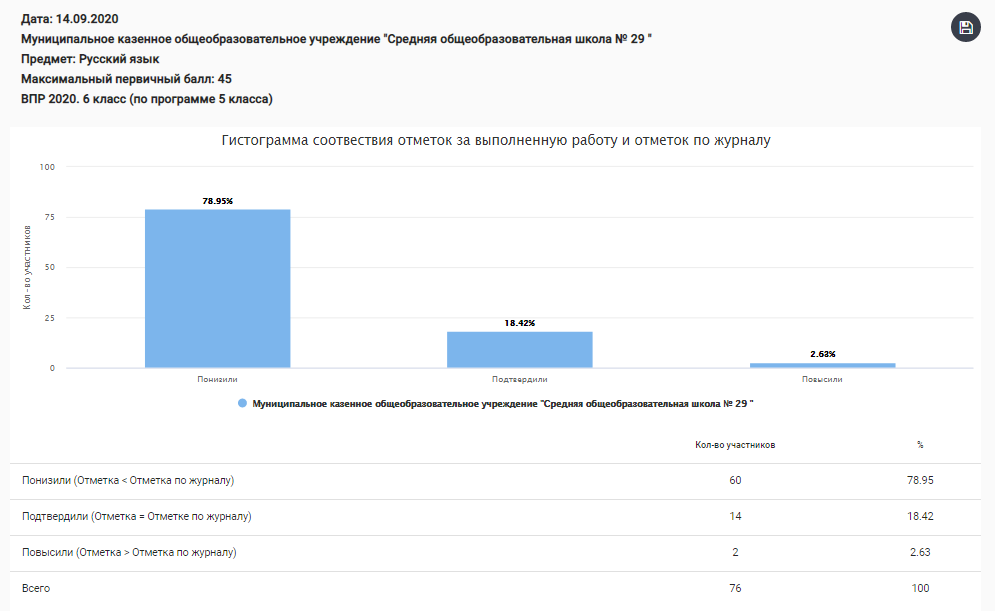 Дата: 14.09.2020
Муниципальное казенное общеобразовательное учреждение "Средняя общеобразовательная школа № 29 "
Предмет: Русский язык
Максимальный первичный балл: 45
ВПР 2020. 6 класс (по программе 5 класса)
Гистограмма соотвествия отметок за выполненную работу и отметок по журналу
Кол-во участников
100
75
50
25
0
78.95%
18.42%
2.63%
Понизили
Подтвердили
Повысили
Муниципальное казенное общеобразовательное учреждение "Средняя общеобразовательная школа № 29 "
Кол-во участников %
Понизили (Отметка < Отметка по журналу) 60 78.95
Подтвердили (Отметка = Отметке по журналу) 14 18.42
Повысили (Отметка > Отметка по журналу) 2 2.63
Всего 76 100